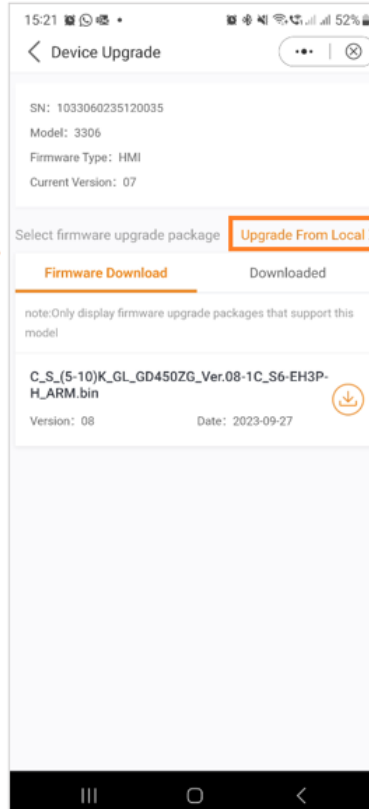 15:21
52%
Device Upgrade
SN: 1033060235120035
Model: 3306
Firmware Type: HMI
Current Version: 07
Select firmware upgrade package Upgrade From Local
Firmware Download Downloaded
note:Only display firmware upgrade packages that support this
model
C_S_(5-10)K_GL_GD450ZG_Ver.08-1C_S6-EH3P-
H_ARM.bin
Version: 08 Date: 2023-09-27